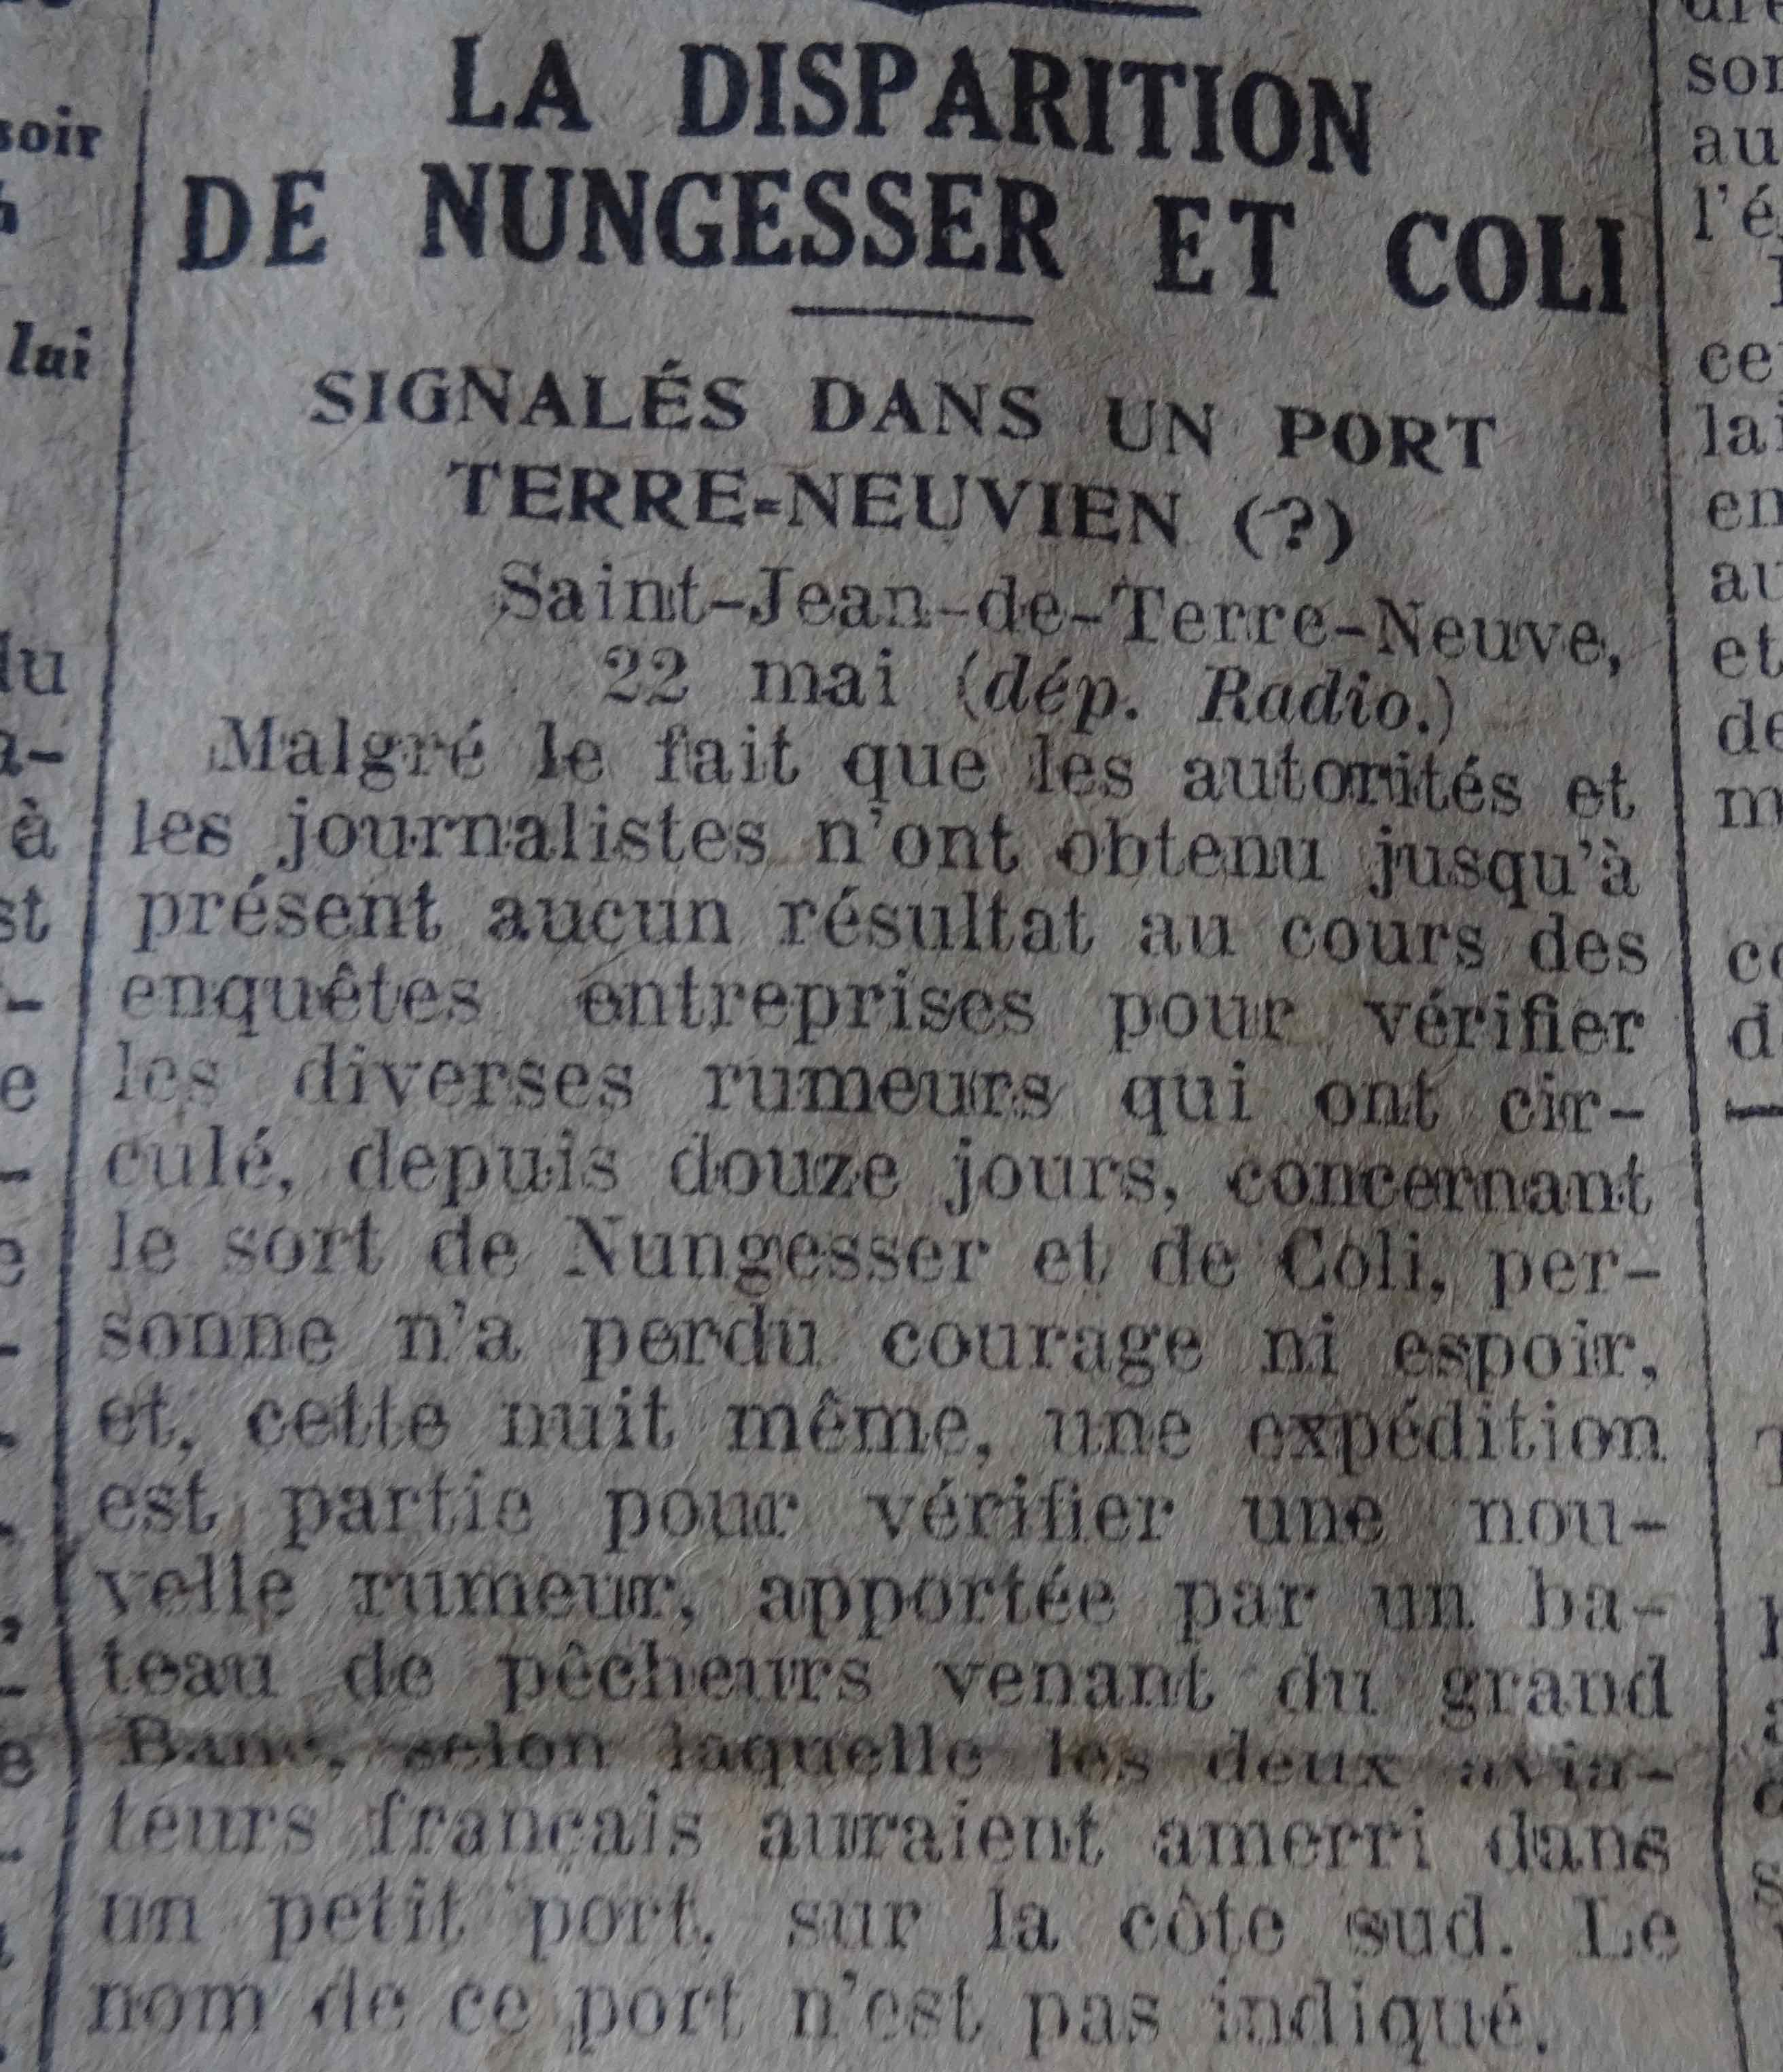 LA DISPARITION
DE NUNGESSER ET COLI
SIGNALÉS DANS UN PORT
TERRE-NEUVIEN (?)
Saint-Jean-de-Terre-Neuve,
22 mai (dép. Radio.)
Malgré le fait que les autorités et
les journalistes n'ont obtenu jusqu'à
présent aucun résultat au cours des
enquêtes entreprises pour vérifier
les diverses rumeurs qui ont cir-
culé, depuis douze jours, concernant
le sort de Nungesser et de Coli, per-
sonne n'a perdu courage ni espoir,
et, cette nuit même, une expédition
est partie pour vérifier une nou-
velle rumeur, apportée par un ba-
teau de pêcheurs venant du grand
Banc, selon laquelle les deux avia-
teurs français auraient amerri dans
un petit port, sur la côte sud. Le
nom de ce port n'est pas indiqué.
soir
lui
du
à